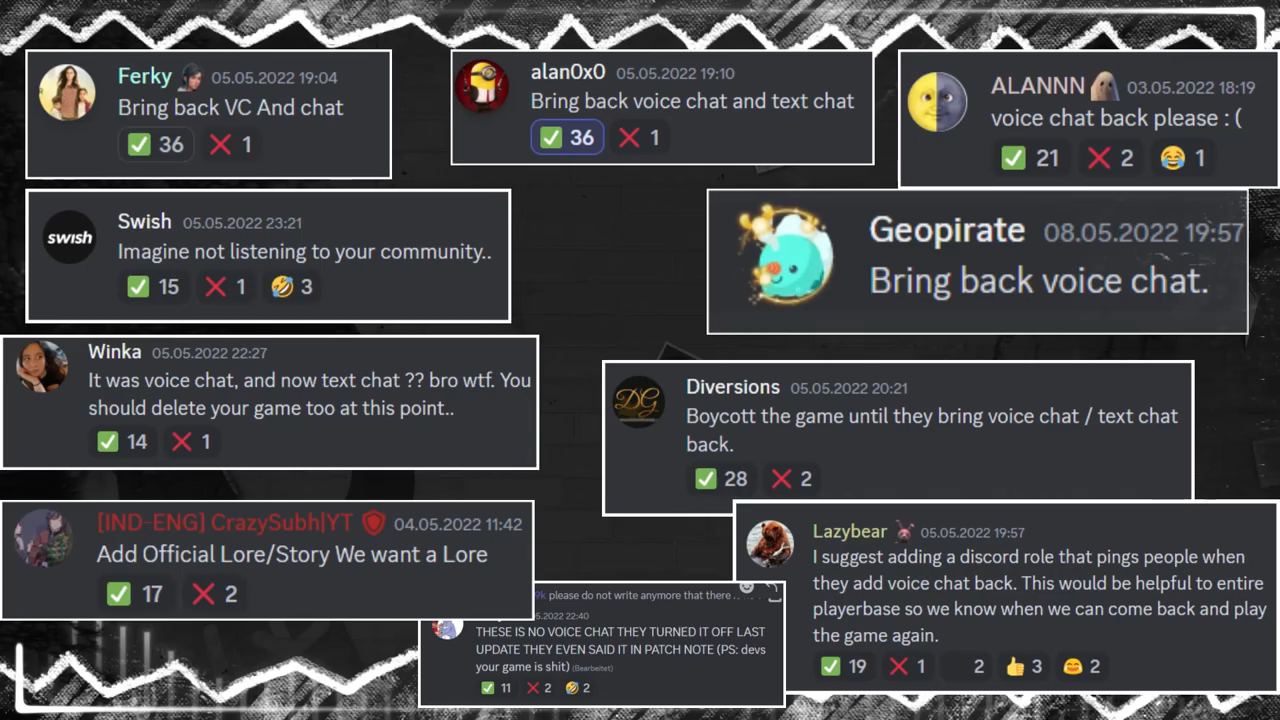 Ferky 05.05.2022 19:04
Bring back VC And chat
✅ 36 ❌ 1
alan0x0 05.05.2022 19:10
Bring back voice chat and text chat
✅ 36 ❌ 1
ALANNN 03.05.2022 18:19
voice chat back please : (
✅ 21 ❌ 2 😂 1
swish
Swish 05.05.2022 23:21
Imagine not listening to your community..
✅ 15 ❌ 1 🤣 3
Geopirate 08.05.2022 19:57
Bring back voice chat.
Winka 05.05.2022 22:27
It was voice chat, and now text chat ?? bro wtf. You
should delete your game too at this point..
✅ 14 ❌ 1
DG
Diversions 05.05.2022 20:21
Boycott the game until they bring voice chat / text chat
back.
✅ 28 ❌ 2
[IND-ENG] CrazySubh|YT 04.05.2022 11:42
Add Official Lore/Story We want a Lore
✅ 17 ❌ 2
Lazybear 05.05.2022 19:57
I suggest adding a discord role that pings people when
they add voice chat back. This would be helpful to entire
playerbase so we know when we can come back and play
the game again.
✅ 19 ❌ 1 2 👍 3 😄 2
please do not write anymore that there
5.2022 22:40
THESE IS NO VOICE CHAT THEY TURNED IT OFF LAST
UPDATE THEY EVEN SAID IT IN PATCH NOTE (PS: devs
your game is shit) (Bearbeitet)
✅ 11 ❌ 2 🤣 2